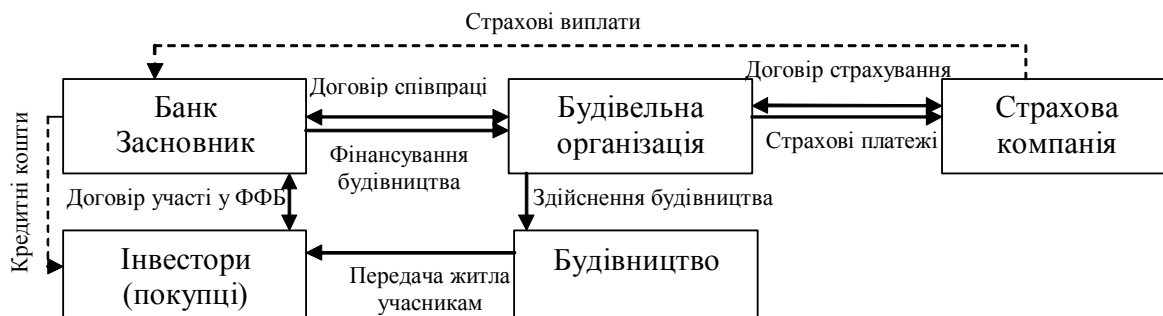 Страхові виплати
Договір співпраці
Договір страхування
Банк
Засновник
Будівельна
організація
Страхова
компанія
Фінансування
будівництва
Страхові платежі
Кредитні кошти
Договір участі у ФФБ
Здійснення будівництва
Інвестори
(покупці)
Передача житла
учасникам
Будівництво